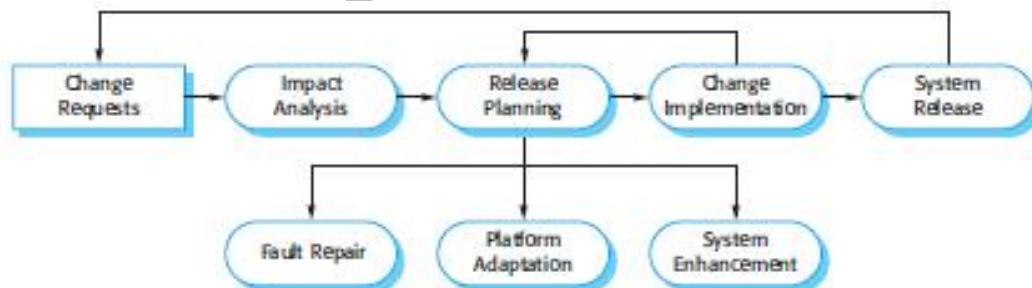 Change
Requests
Impact
Analysis
Release
Planning
Change
Implementation
System
Release
Fault Repair
Platform
Adaptation
System
Enhancement